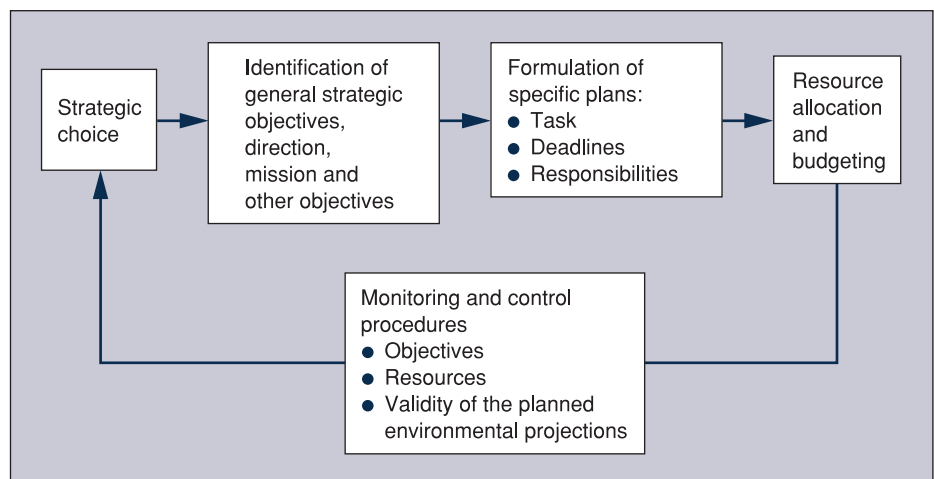 Strategic
choice
Identification of
general strategic
objectives,
direction,
mission and
other objectives
Formulation of
specific plans:
● Task
● Deadlines
● Responsibilities
Resource
allocation
and
budgeting
Monitoring and control
procedures
● Objectives
● Resources
● Validity of the planned
environmental projections